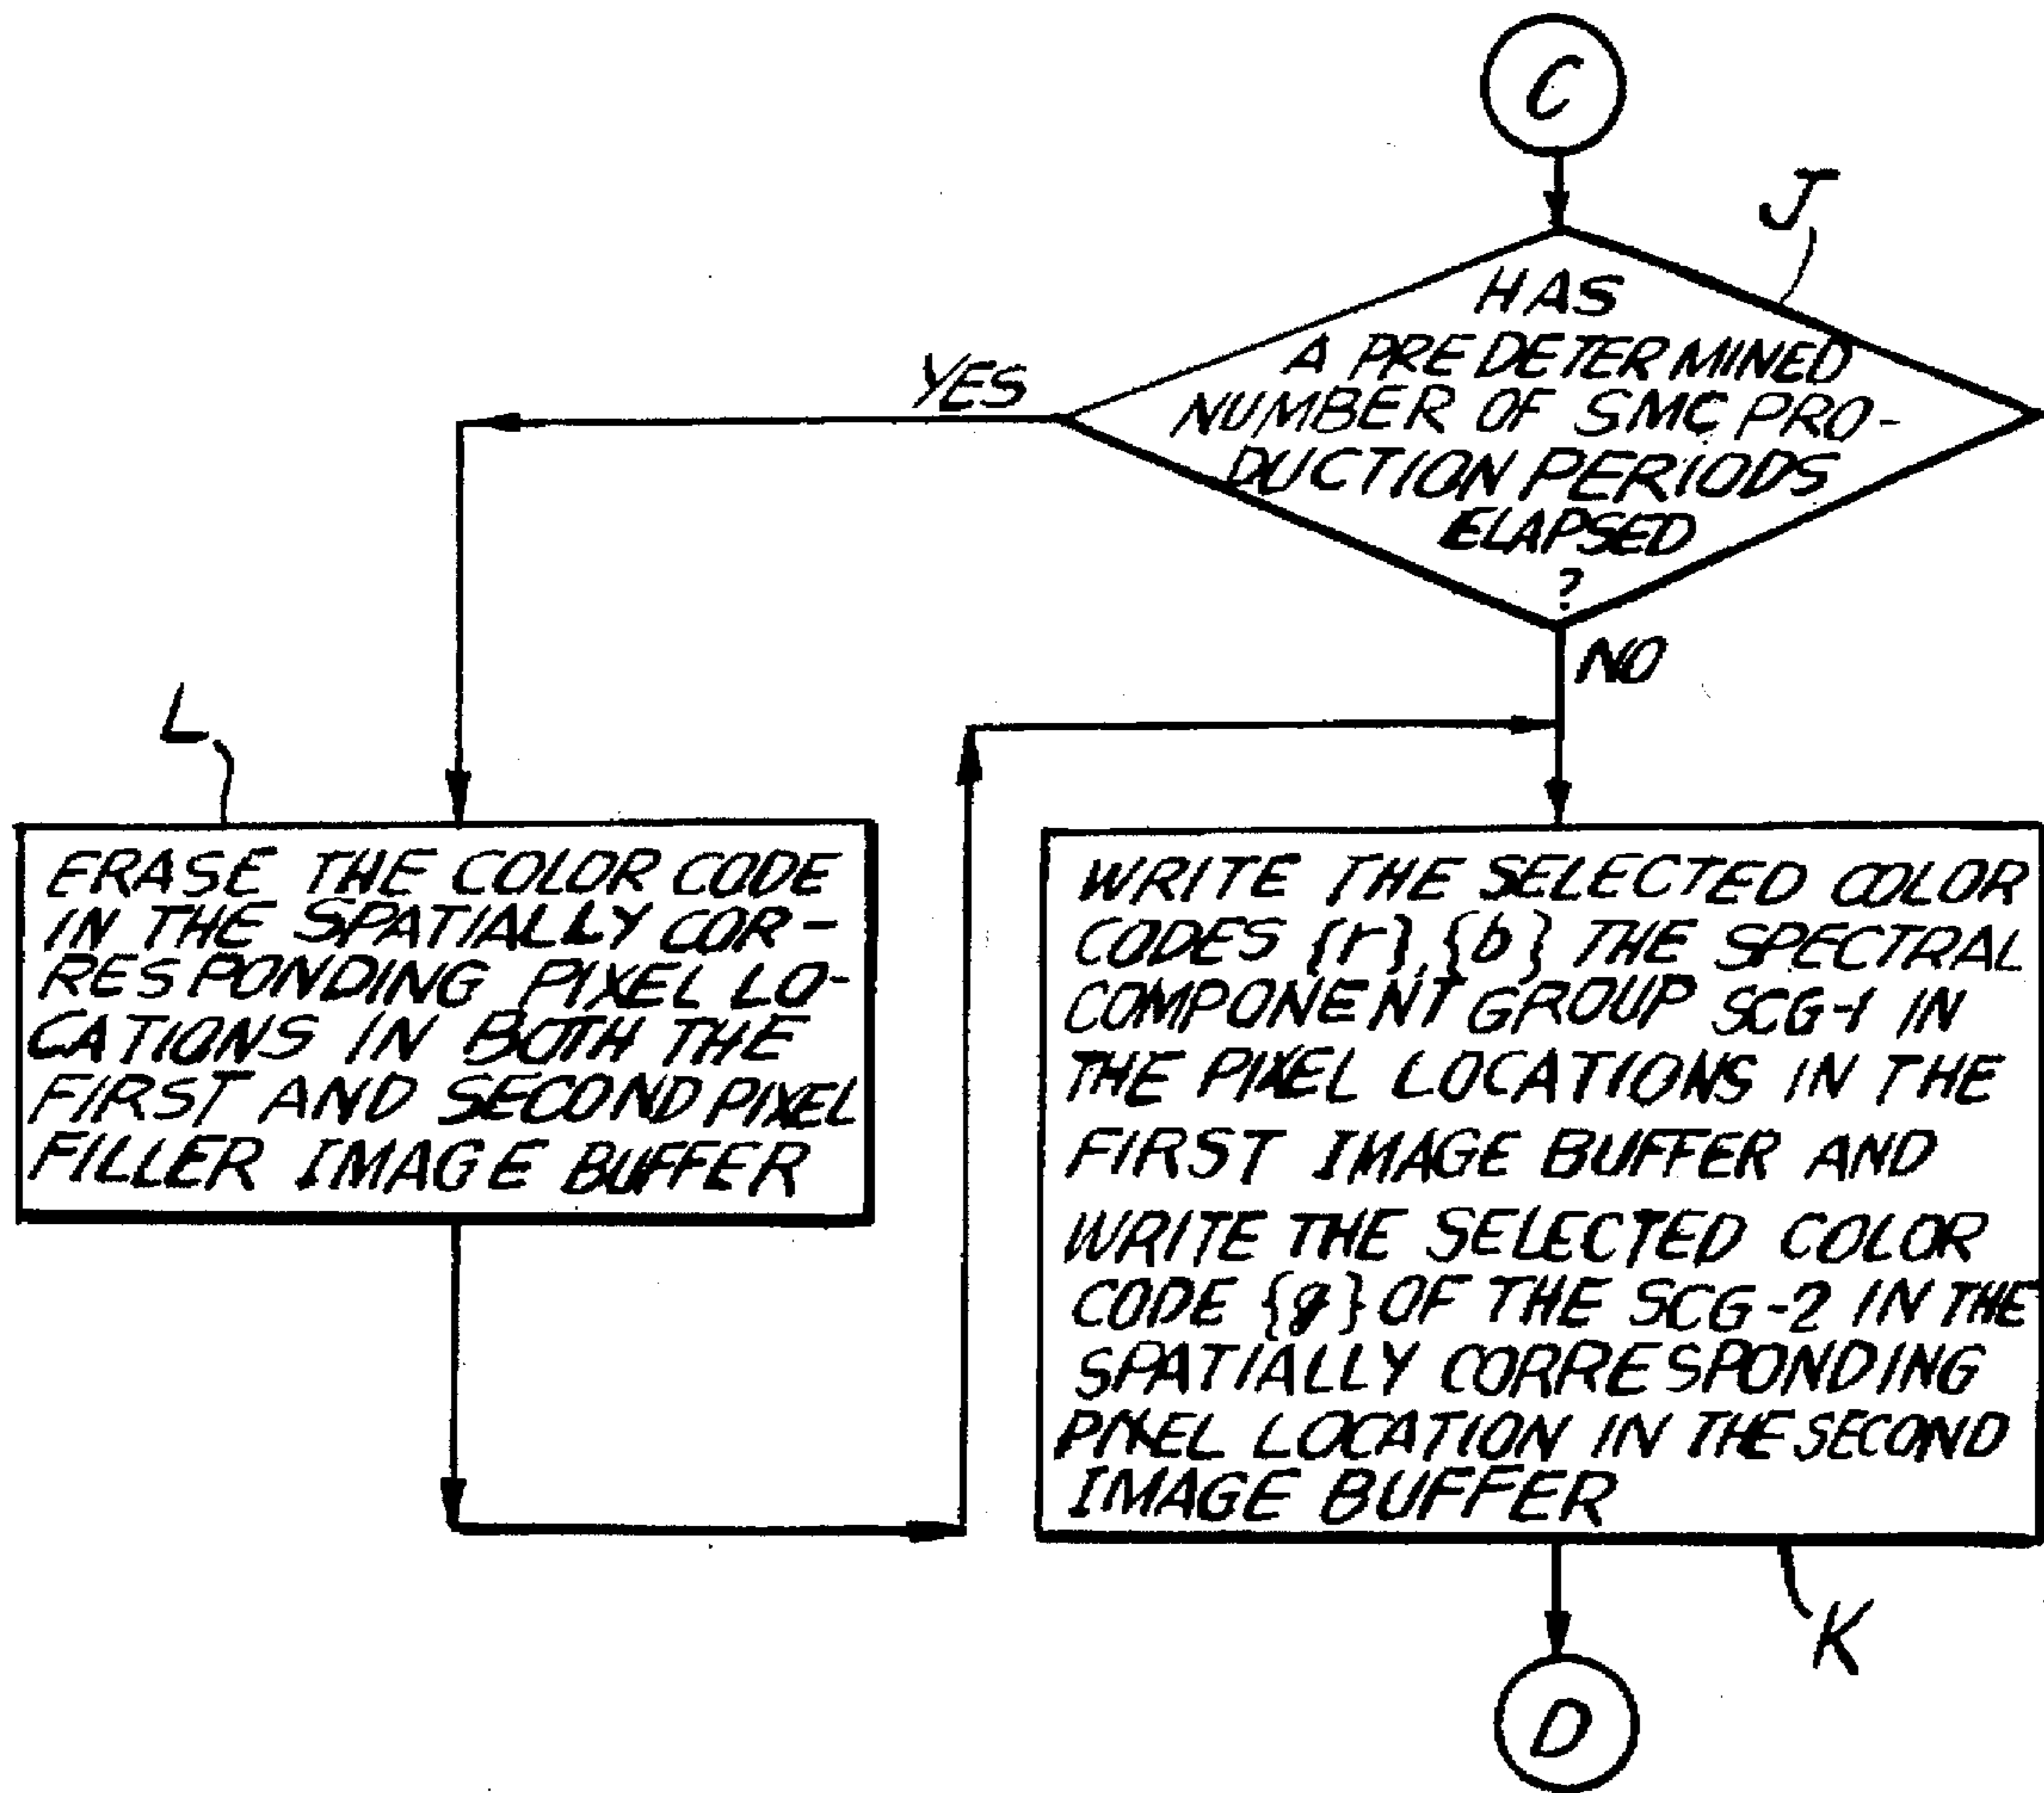 C
J
HAS
A PREDETERMINED
NUMBER OF SMC PRO-
DUCTION PERIODS
ELAPSED
?
YES
NO
L
ERASE THE COLOR CODE
IN THE SPATIALLY COR-
RESPONDING PIXEL LO-
CATIONS IN BOTH THE
FIRST AND SECOND PIXEL
FILLER IMAGE BUFFER
WRITE THE SELECTED COLOR
CODES {r},{b} THE SPECTRAL
COMPONENT GROUP SCG-1 IN
THE PIXEL LOCATIONS IN THE
FIRST IMAGE BUFFER AND
WRITE THE SELECTED COLOR
CODE {g} OF THE SCG-2 IN THE
SPATIALLY CORRESPONDING
PIXEL LOCATION IN THE SECOND
IMAGE BUFFER
K
D